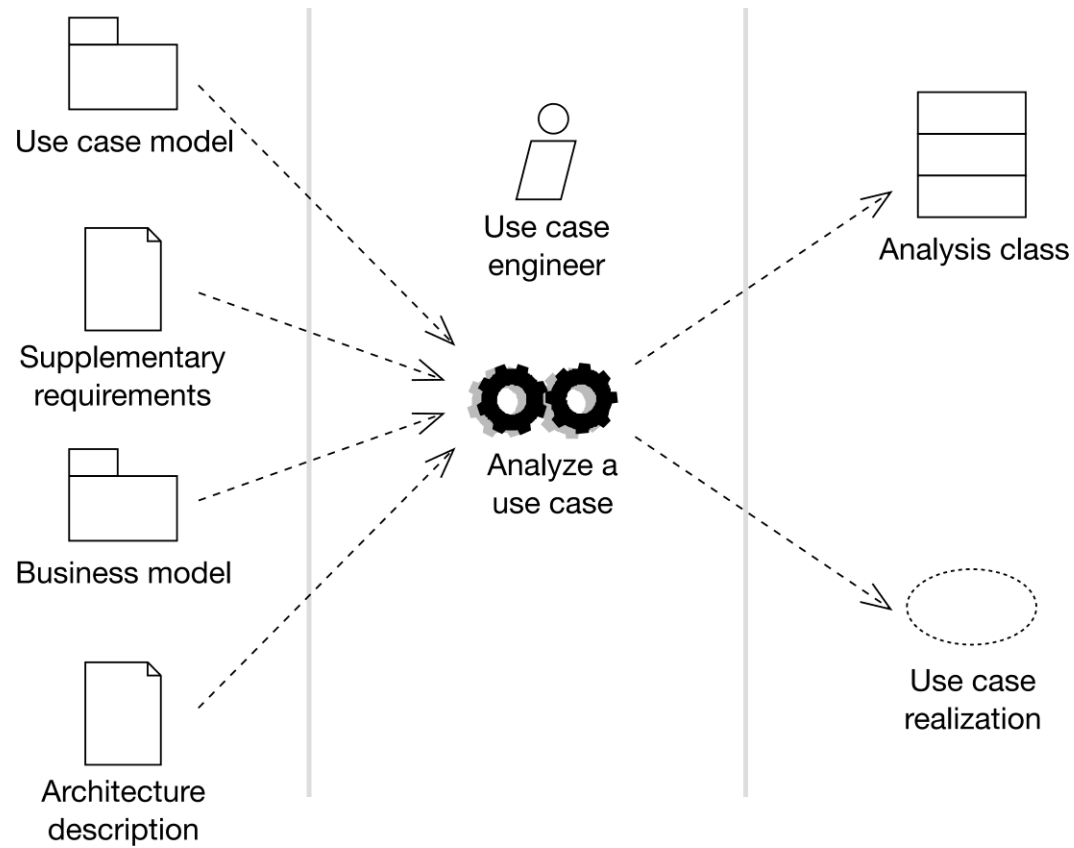 Use case model
Supplementary
requirements
Business model
Architecture
description
Use case
engineer
Analyze a
use case
Analysis class
Use case
realization